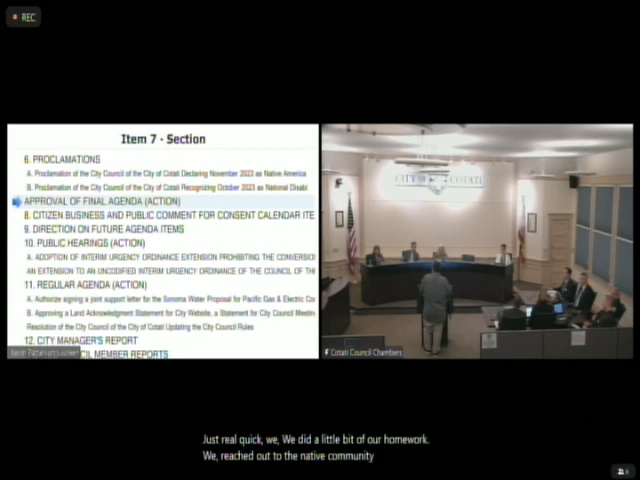 REC
Item 7 · Section
6. PROCLAMATIONS
A. Proclamation of the City Council of the City of Cotati Declaring November 2023 as Native America
B. Proclamation of the City Council of the City of Cotati Recognizing October 2023 as National Disabi
APPROVAL OF FINAL AGENDA (ACTION)
8. CITIZEN BUSINESS AND PUBLIC COMMENT FOR CONSENT CALENDAR ITE
9. DIRECTION ON FUTURE AGENDA ITEMS
10. PUBLIC HEARINGS (ACTION)
A. ADOPTION OF INTERIM URGENCY ORDINANCE EXTENSION PROHIBITING THE CONVERSIO
AN EXTENSION TO AN UNCODIFIED INTERIM URGENCY ORDINANCE OF THE COUNCIL OF TH
11. REGULAR AGENDA (ACTION)
A. Authorize signing a joint support letter for the Sonoma Water Proposal for Pacific Gas & Electric Co
B. Approving a Land Acknowledgment Statement for City Website, a Statement for City Council Meetin
Resolution of the City Council of the City of Cotati Updating the City Council Rules
12. CITY MANAGER'S REPORT
CIL MEMBER REPORTS
CITY OF COTATI
Cotati Council Chambers
Just real quick, we, We did a little bit of our homework.
We, reached out to the native community